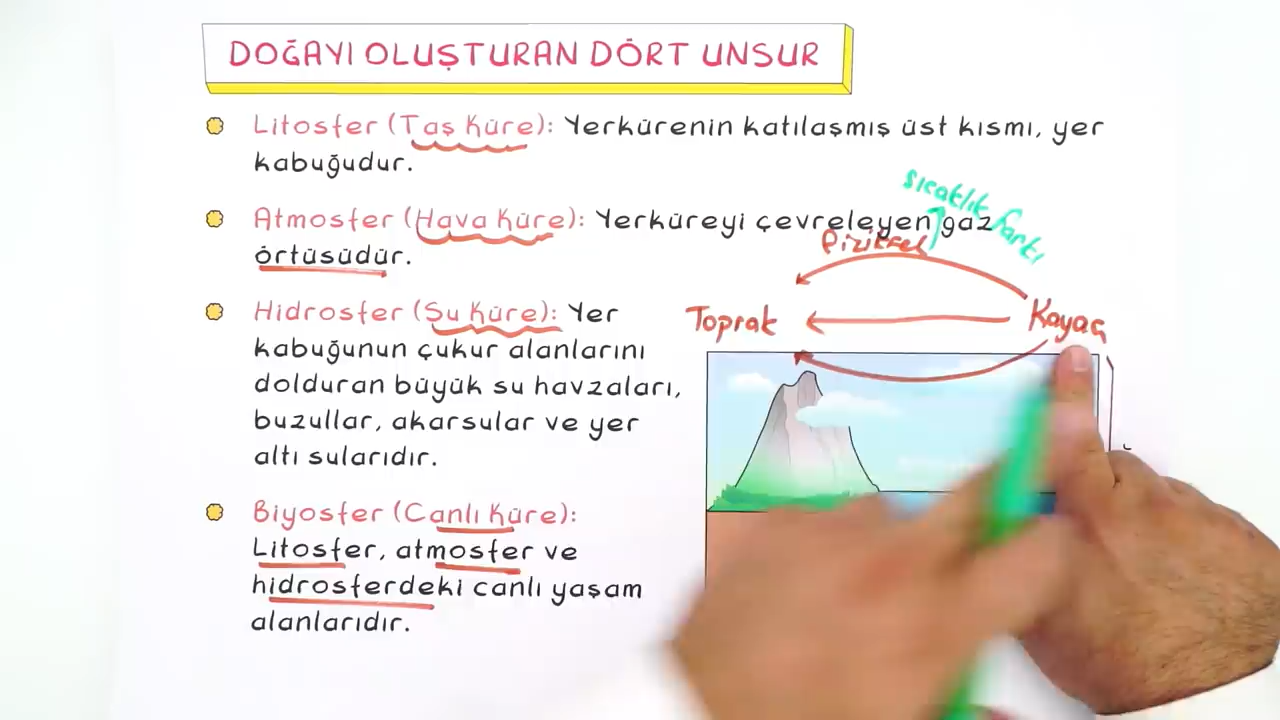 DOĞAYI OLUŞTURAN DÖRT UNSUR
Litosfer (Taş Küre): Yerkürenin katılaşmış üst kısmı, yer
kabuğudur.
Atmosfer (Hava Küre): Yerküreyi çevreleyen gaz
örtüsüdür.
Hidrosfer (Su Küre): Yer
kabuğunun çukur alanlarını
dolduran büyük su havzaları,
buzullar, akarsular ve yer
altı sularıdır.
Biyosfer (Canlı Küre):
Litosfer, atmosfer ve
hidrosferdeki canlı yaşam
alanlarıdır.
Sıcaklık farkı
Fiziksel
Toprak
Kayaç